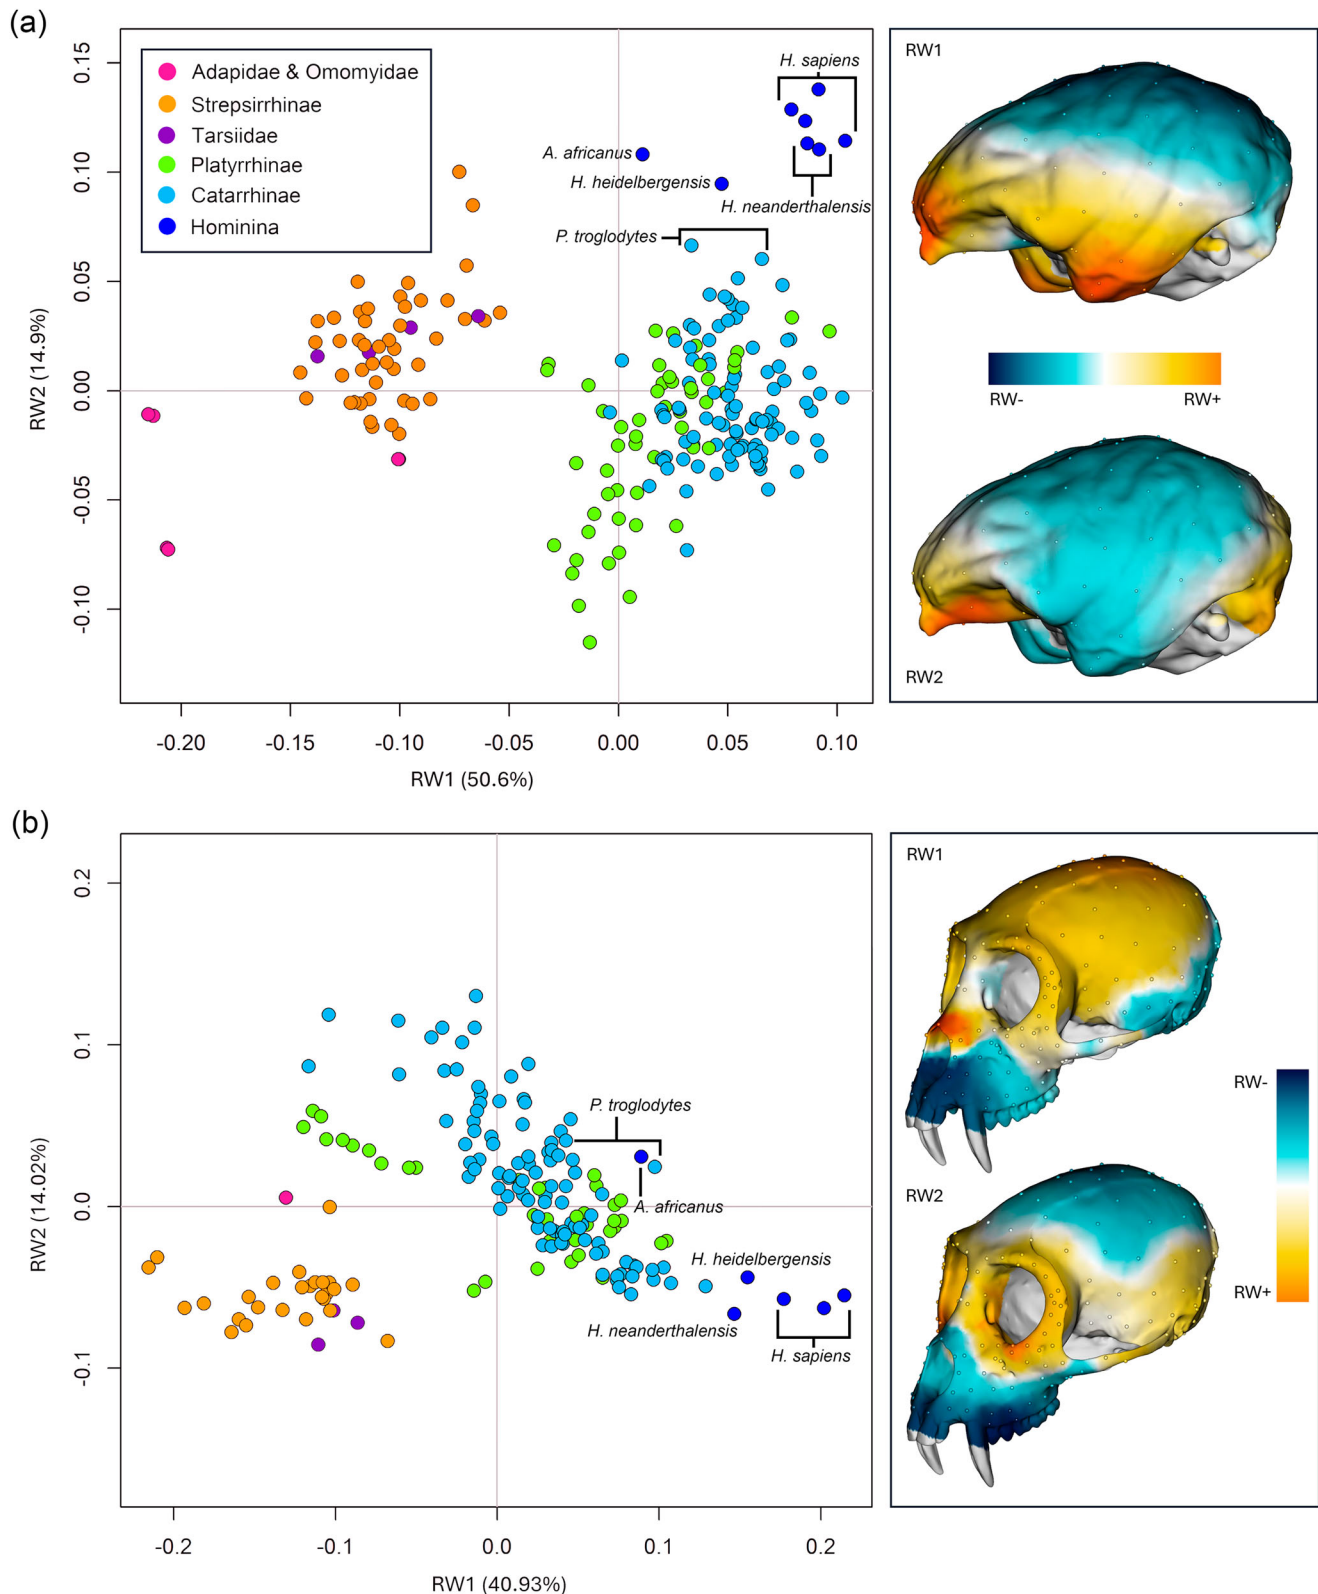 (a)
0.15
0.10
0.05
0.00
-0.05
-0.10
RW2 (14.9%)
Adapidae & Omomyidae
Strepsirrhinae
Tarsiidae
Platyrrhinae
Catarrhinae
Hominina
H. sapiens
A. africanus
H. heidelbergensis
H. neanderthalensis
P. troglodytes
-0.20
-0.15
-0.10
-0.05
0.00
0.05
0.10
RW1 (50.6%)
RW1
RW-
RW+
RW2
(b)
0.2
0.1
0.0
-0.1
RW2 (14.02%)
P. troglodytes
A. africanus
H. heidelbergensis
H. neanderthalensis
H. sapiens
-0.2
-0.1
0.0
0.1
0.2
RW1 (40.93%)
RW1
RW-
RW2
RW+